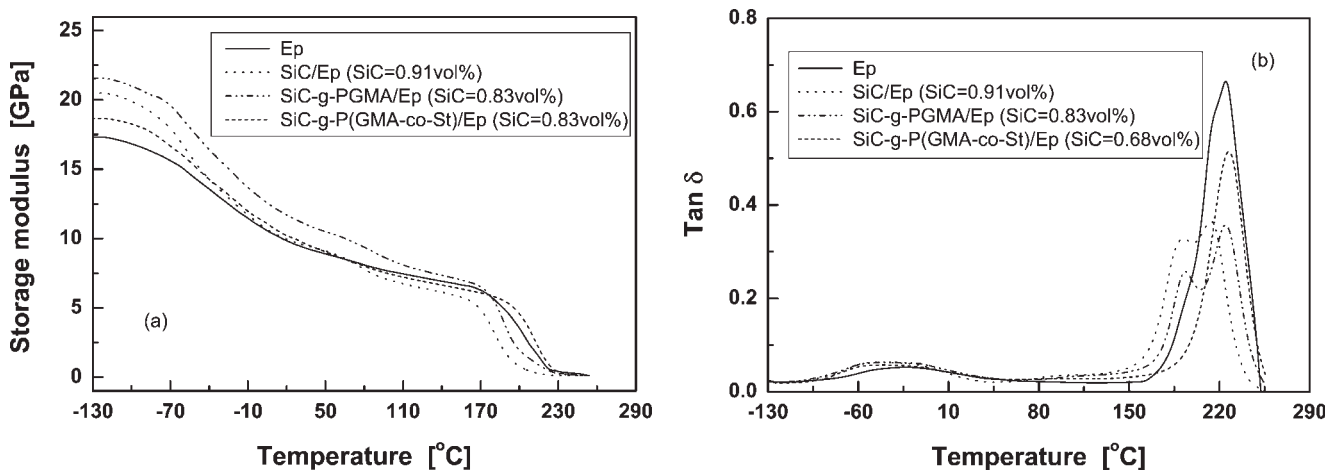 25
20
15
10
5
0
Storage modulus [GPa]
Ep
SiC/Ep (SiC=0.91vol%)
SiC-g-PGMA/Ep (SiC=0.83vol%)
SiC-g-P(GMA-co-St)/Ep (SiC=0.83vol%)
(a)
-130 -70 -10 50 110 170 230 290
Temperature [°C]
0.8
0.6
0.4
0.2
0.0
Tan δ
(b)
Ep
SiC/Ep (SiC=0.91vol%)
SiC-g-PGMA/Ep (SiC=0.83vol%)
SiC-g-P(GMA-co-St)/Ep (SiC=0.68vol%)
-130 -60 10 80 150 220 290
Temperature [°C]